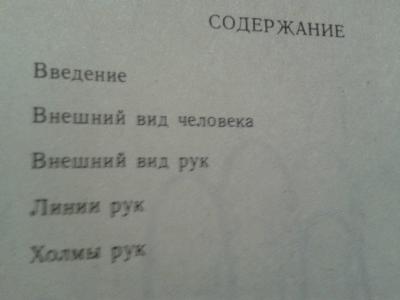 СОДЕРЖАНИЕ
Введение
Внешний вид человека
Внешний вид рук
Линии рук
Холмы рук